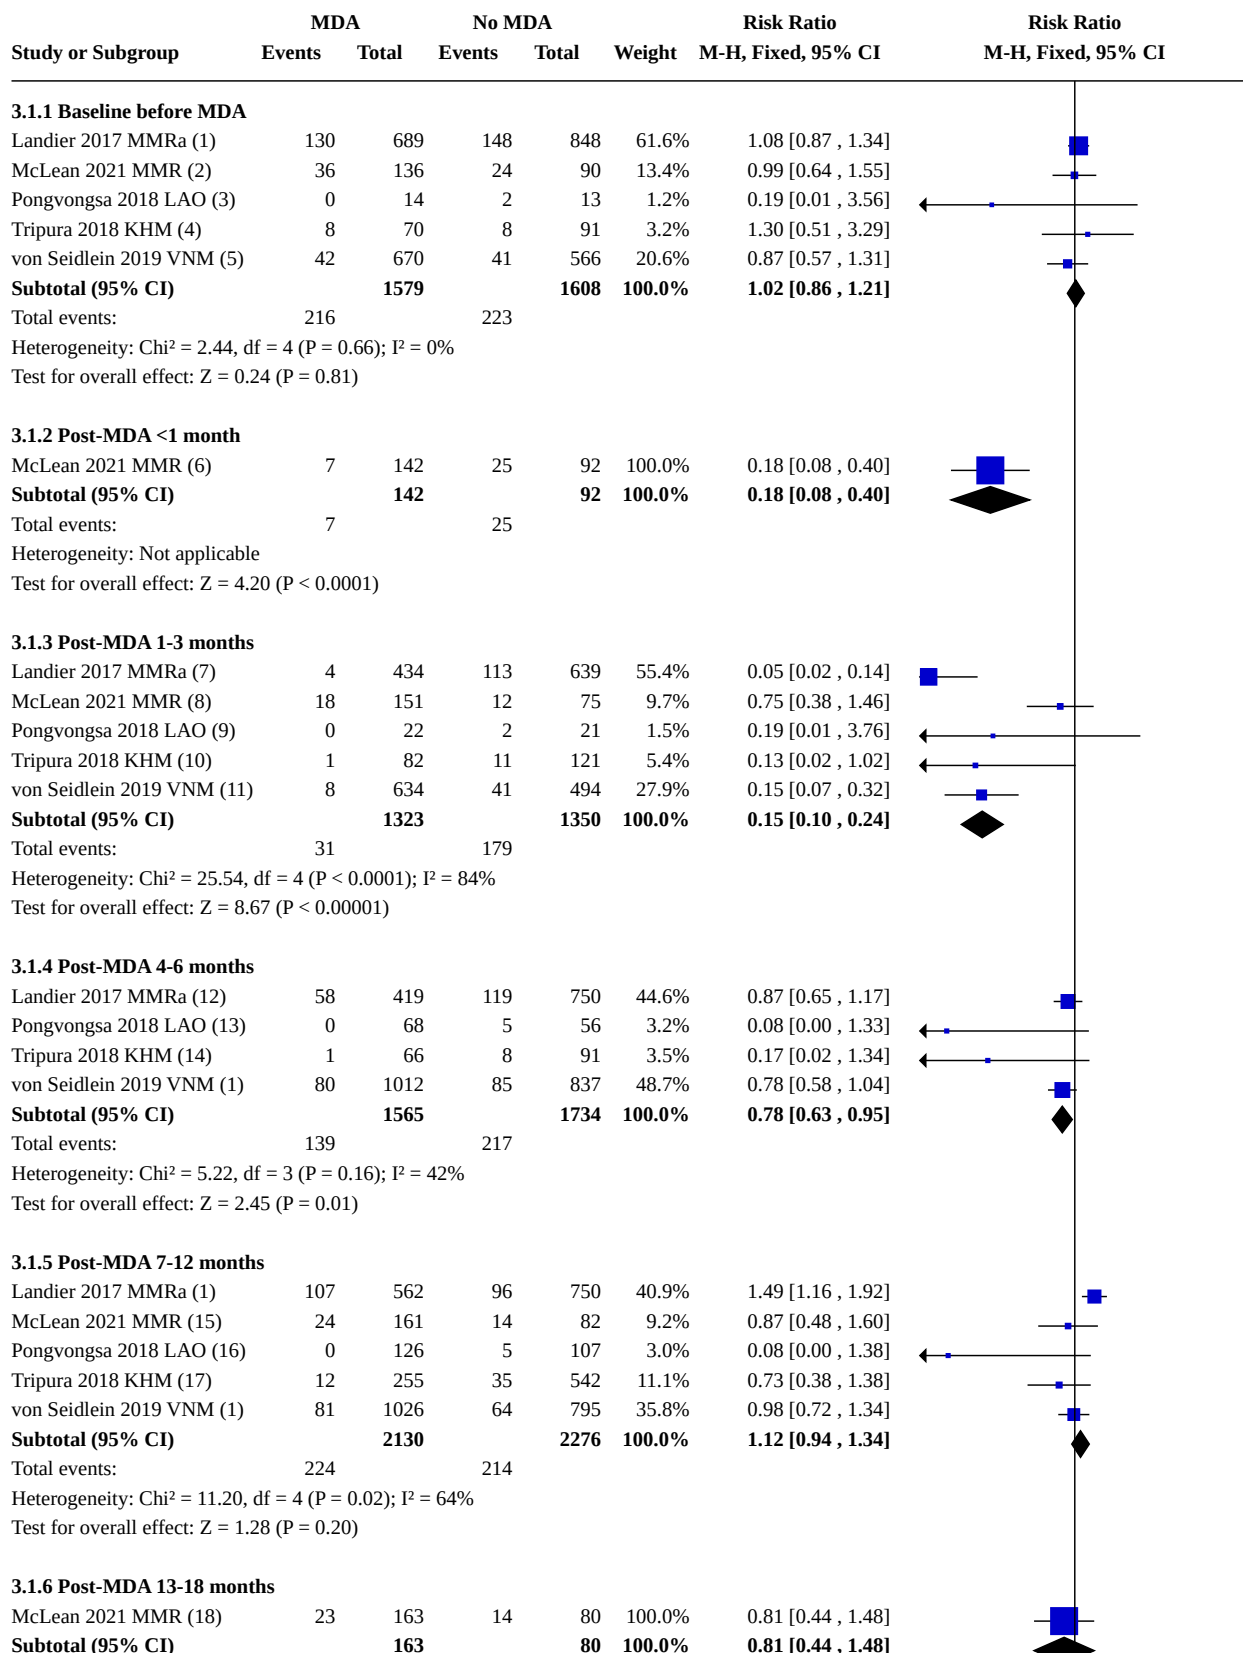 MDA No MDA Risk Ratio Risk Ratio
Study or Subgroup Events Total Events Total Weight M-H, Fixed, 95% CI M-H, Fixed, 95% CI
3.1.1 Baseline before MDA
Landier 2017 MMRa (1) 130 689 148 848 61.6% 1.08 [0.87 , 1.34]
McLean 2021 MMR (2) 36 136 24 90 13.4% 0.99 [0.64 , 1.55]
Pongvongsa 2018 LAO (3) 0 14 2 13 1.2% 0.19 [0.01 , 3.56]
Tripura 2018 KHM (4) 8 70 8 91 3.2% 1.30 [0.51 , 3.29]
von Seidlein 2019 VNM (5) 42 670 41 566 20.6% 0.87 [0.57 , 1.31]
Subtotal (95% CI) 1579 1608 100.0% 1.02 [0.86 , 1.21]
Total events: 216 223
Heterogeneity: Chi² = 2.44, df = 4 (P = 0.66); I² = 0%
Test for overall effect: Z = 0.24 (P = 0.81)
3.1.2 Post-MDA <1 month
McLean 2021 MMR (6) 7 142 25 92 100.0% 0.18 [0.08 , 0.40]
Subtotal (95% CI) 142 92 100.0% 0.18 [0.08 , 0.40]
Total events: 7 25
Heterogeneity: Not applicable
Test for overall effect: Z = 4.20 (P < 0.0001)
3.1.3 Post-MDA 1-3 months
Landier 2017 MMRa (7) 4 434 113 639 55.4% 0.05 [0.02 , 0.14]
McLean 2021 MMR (8) 18 151 12 75 9.7% 0.75 [0.38 , 1.46]
Pongvongsa 2018 LAO (9) 0 22 2 21 1.5% 0.19 [0.01 , 3.76]
Tripura 2018 KHM (10) 1 82 11 121 5.4% 0.13 [0.02 , 1.02]
von Seidlein 2019 VNM (11) 8 634 41 494 27.9% 0.15 [0.07 , 0.32]
Subtotal (95% CI) 1323 1350 100.0% 0.15 [0.10 , 0.24]
Total events: 31 179
Heterogeneity: Chi² = 25.54, df = 4 (P < 0.0001); I² = 84%
Test for overall effect: Z = 8.67 (P < 0.00001)
3.1.4 Post-MDA 4-6 months
Landier 2017 MMRa (12) 58 419 119 750 44.6% 0.87 [0.65 , 1.17]
Pongvongsa 2018 LAO (13) 0 68 5 56 3.2% 0.08 [0.00 , 1.33]
Tripura 2018 KHM (14) 1 66 8 91 3.5% 0.17 [0.02 , 1.34]
von Seidlein 2019 VNM (1) 80 1012 85 837 48.7% 0.78 [0.58 , 1.04]
Subtotal (95% CI) 1565 1734 100.0% 0.78 [0.63 , 0.95]
Total events: 139 217
Heterogeneity: Chi² = 5.22, df = 3 (P = 0.16); I² = 42%
Test for overall effect: Z = 2.45 (P = 0.01)
3.1.5 Post-MDA 7-12 months
Landier 2017 MMRa (1) 107 562 96 750 40.9% 1.49 [1.16 , 1.92]
McLean 2021 MMR (15) 24 161 14 82 9.2% 0.87 [0.48 , 1.60]
Pongvongsa 2018 LAO (16) 0 126 5 107 3.0% 0.08 [0.00 , 1.38]
Tripura 2018 KHM (17) 12 255 35 542 11.1% 0.73 [0.38 , 1.38]
von Seidlein 2019 VNM (1) 81 1026 64 795 35.8% 0.98 [0.72 , 1.34]
Subtotal (95% CI) 2130 2276 100.0% 1.12 [0.94 , 1.34]
Total events: 224 214
Heterogeneity: Chi² = 11.20, df = 4 (P = 0.02); I² = 64%
Test for overall effect: Z = 1.28 (P = 0.20)
3.1.6 Post-MDA 13-18 months
McLean 2021 MMR (18) 23 163 14 80 100.0% 0.81 [0.44 , 1.48]
Subtotal (95% CI) 163 80 100.0% 0.81 [0.44 , 1.48]